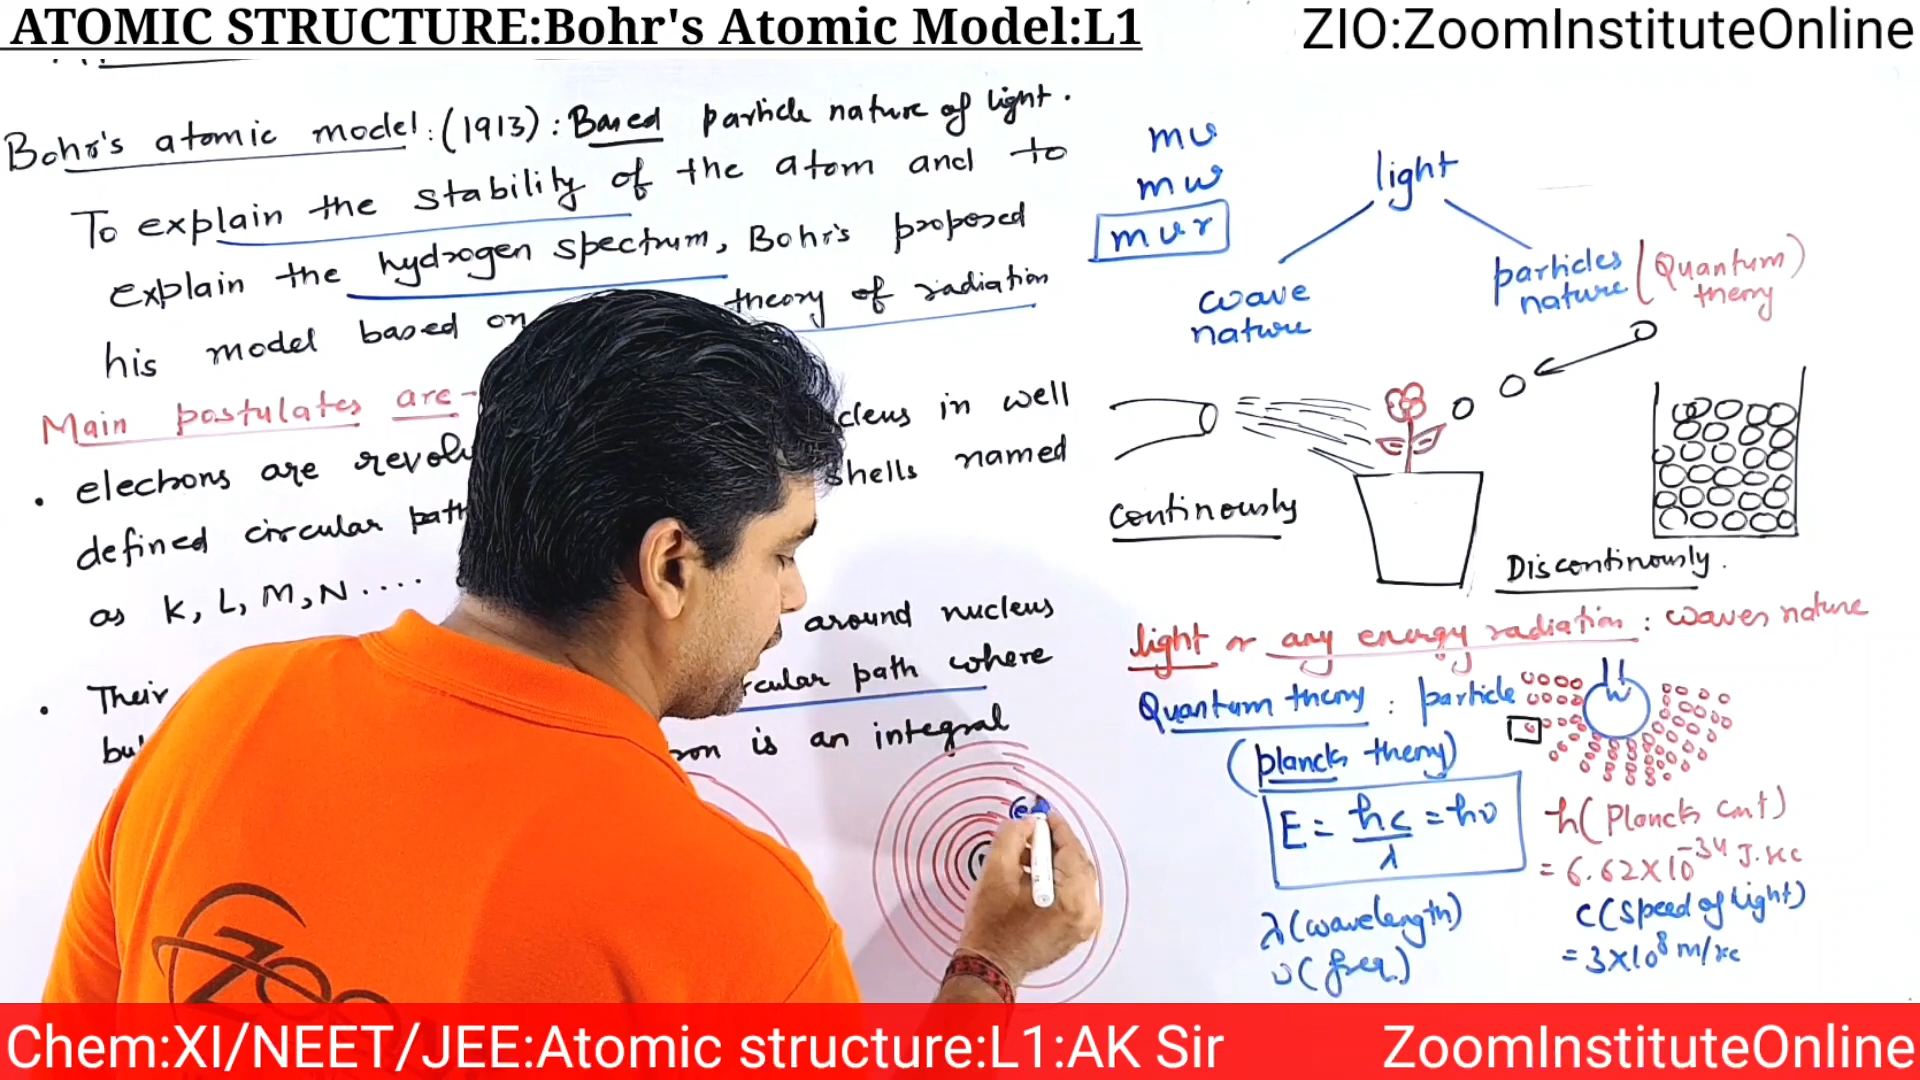 ATOMIC STRUCTURE:Bohr's Atomic Model:L1
ZIO:ZoomInstituteOnline
Bohr's atomic model:(1913): Based particle nature of light.
To explain the stability of the atom and to
explain the hydrogen spectrum, Bohr's proposed
his model based on theory of radiation
Main postulates are-
• electrons are revol cleus in well
defined circular path shells named
as K, L, M, N ....
around nucleus
• Their cular path where
but is an integral
mv
mw
mvr
light
wave
nature
particles
nature
(Quantum
theory)
continously
Discontinously.
light or any energy radiation : waves nature
Quantum theory : particle
(plancks theory)
E = hc/λ = hν
h(Plancks cnst)
= 6.62×10⁻³⁴ J.sec
λ(wavelength)
ν(freq.)
c(speed of light)
= 3×10⁸ m/sec
ZOO
Chem:XI/NEET/JEE:Atomic structure:L1:AK Sir
ZoomInstituteOnline